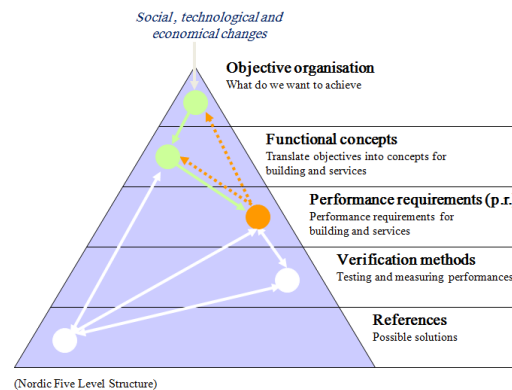 Social, technological and
economical changes
Objective organisation
What do we want to achieve
Functional concepts
Translate objectives into concepts for
building and services
Performance requirements (p.r.
Performance requirements for
building and services
Verification methods
Testing and measuring performances
References
Possible solutions
(Nordic Five Level Structure)